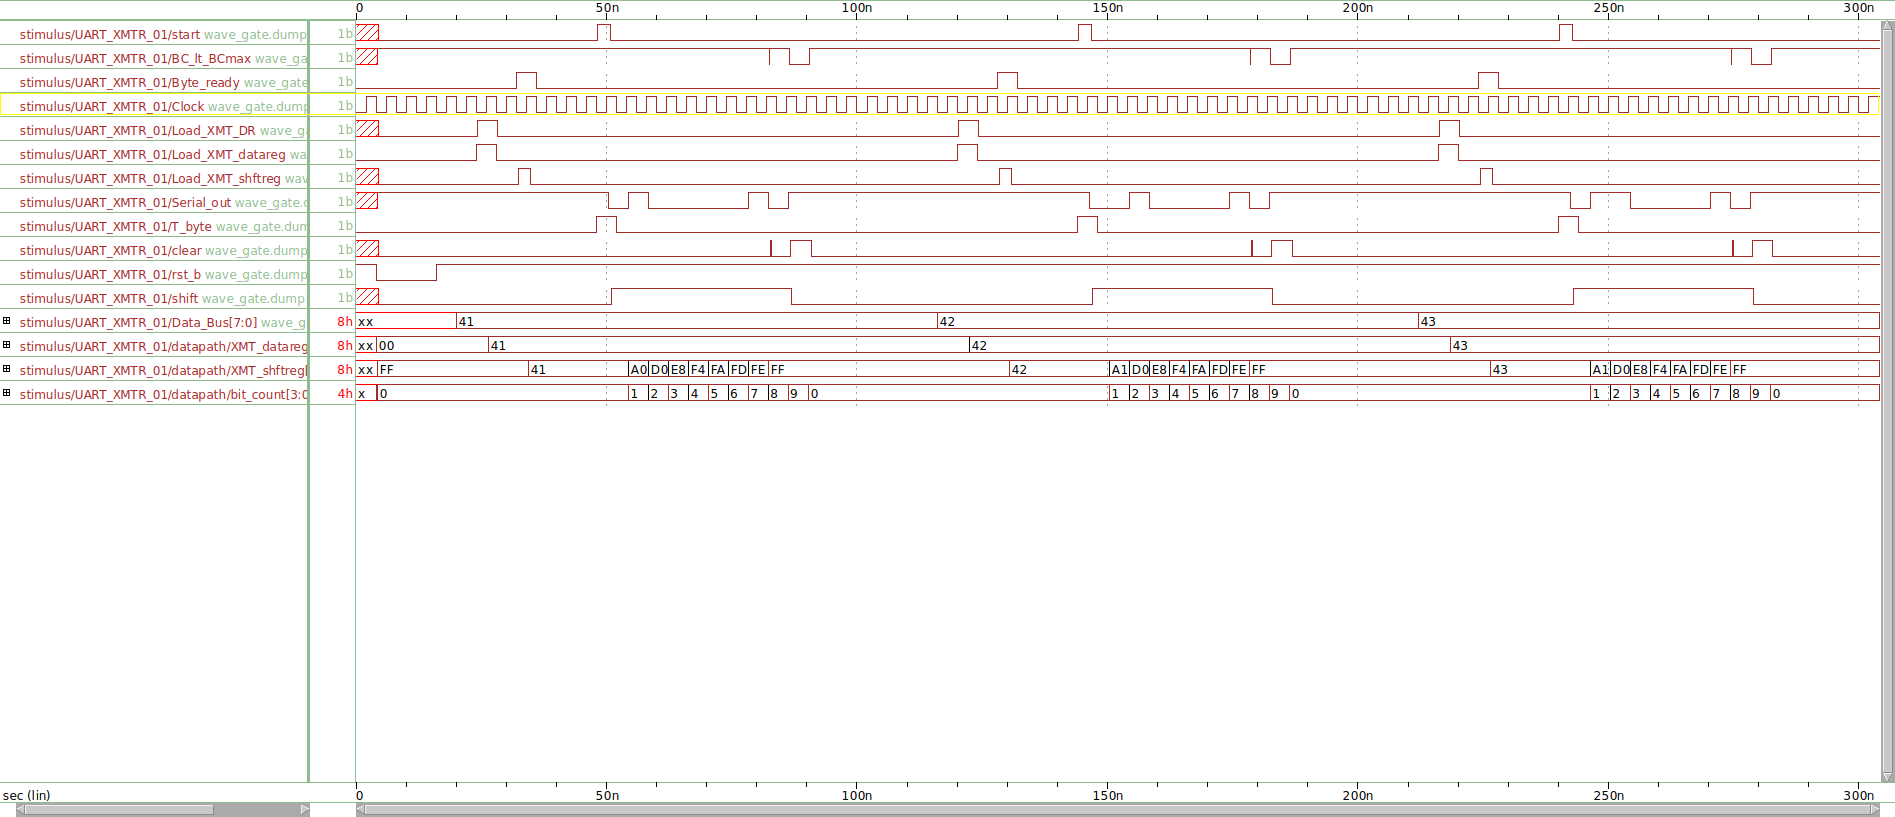 0 50n 100n 150n 200n 250n 300n
stimulus/UART_XMTR_01/start wave_gate.dump 1b
stimulus/UART_XMTR_01/BC_lt_BCmax wave_ga 1b
stimulus/UART_XMTR_01/Byte_ready wave_gate 1b
stimulus/UART_XMTR_01/Clock wave_gate.dump 1b
stimulus/UART_XMTR_01/Load_XMT_DR wave_g 1b
stimulus/UART_XMTR_01/Load_XMT_datareg wa 1b
stimulus/UART_XMTR_01/Load_XMT_shftreg wav 1b
stimulus/UART_XMTR_01/Serial_out wave_gate.d 1b
stimulus/UART_XMTR_01/T_byte wave_gate.dum 1b
stimulus/UART_XMTR_01/clear wave_gate.dump 1b
stimulus/UART_XMTR_01/rst_b wave_gate.dump 1b
stimulus/UART_XMTR_01/shift wave_gate.dump 1b
stimulus/UART_XMTR_01/Data_Bus[7:0] wave_g 8h xx 41 42 43
stimulus/UART_XMTR_01/datapath/XMT_datareg 8h xx 00 41 42 43
stimulus/UART_XMTR_01/datapath/XMT_shftreg 8h xx FF 41 A0 D0 E8 F4 FA FD FE FF 42 A1 D0 E8 F4 FA FD FE FF 43 A1 D0 E8 F4 FA FD FE FF
stimulus/UART_XMTR_01/datapath/bit_count[3:0 4h x 0 1 2 3 4 5 6 7 8 9 0 1 2 3 4 5 6 7 8 9 0 1 2 3 4 5 6 7 8 9 0
sec (lin) 0 50n 100n 150n 200n 250n 300n